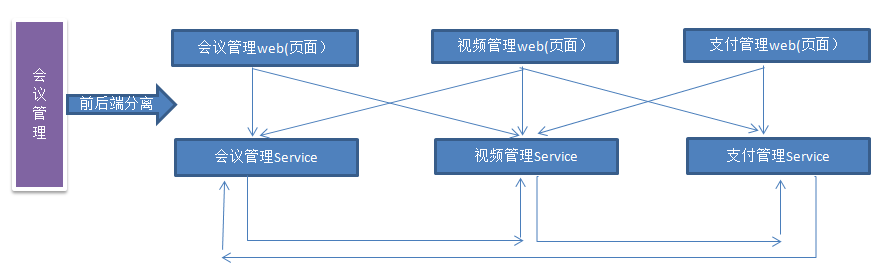 会议管理
前后端分离
会议管理web(页面）
视频管理web(页面）
支付管理web(页面）
会议管理Service
视频管理Service
支付管理Service